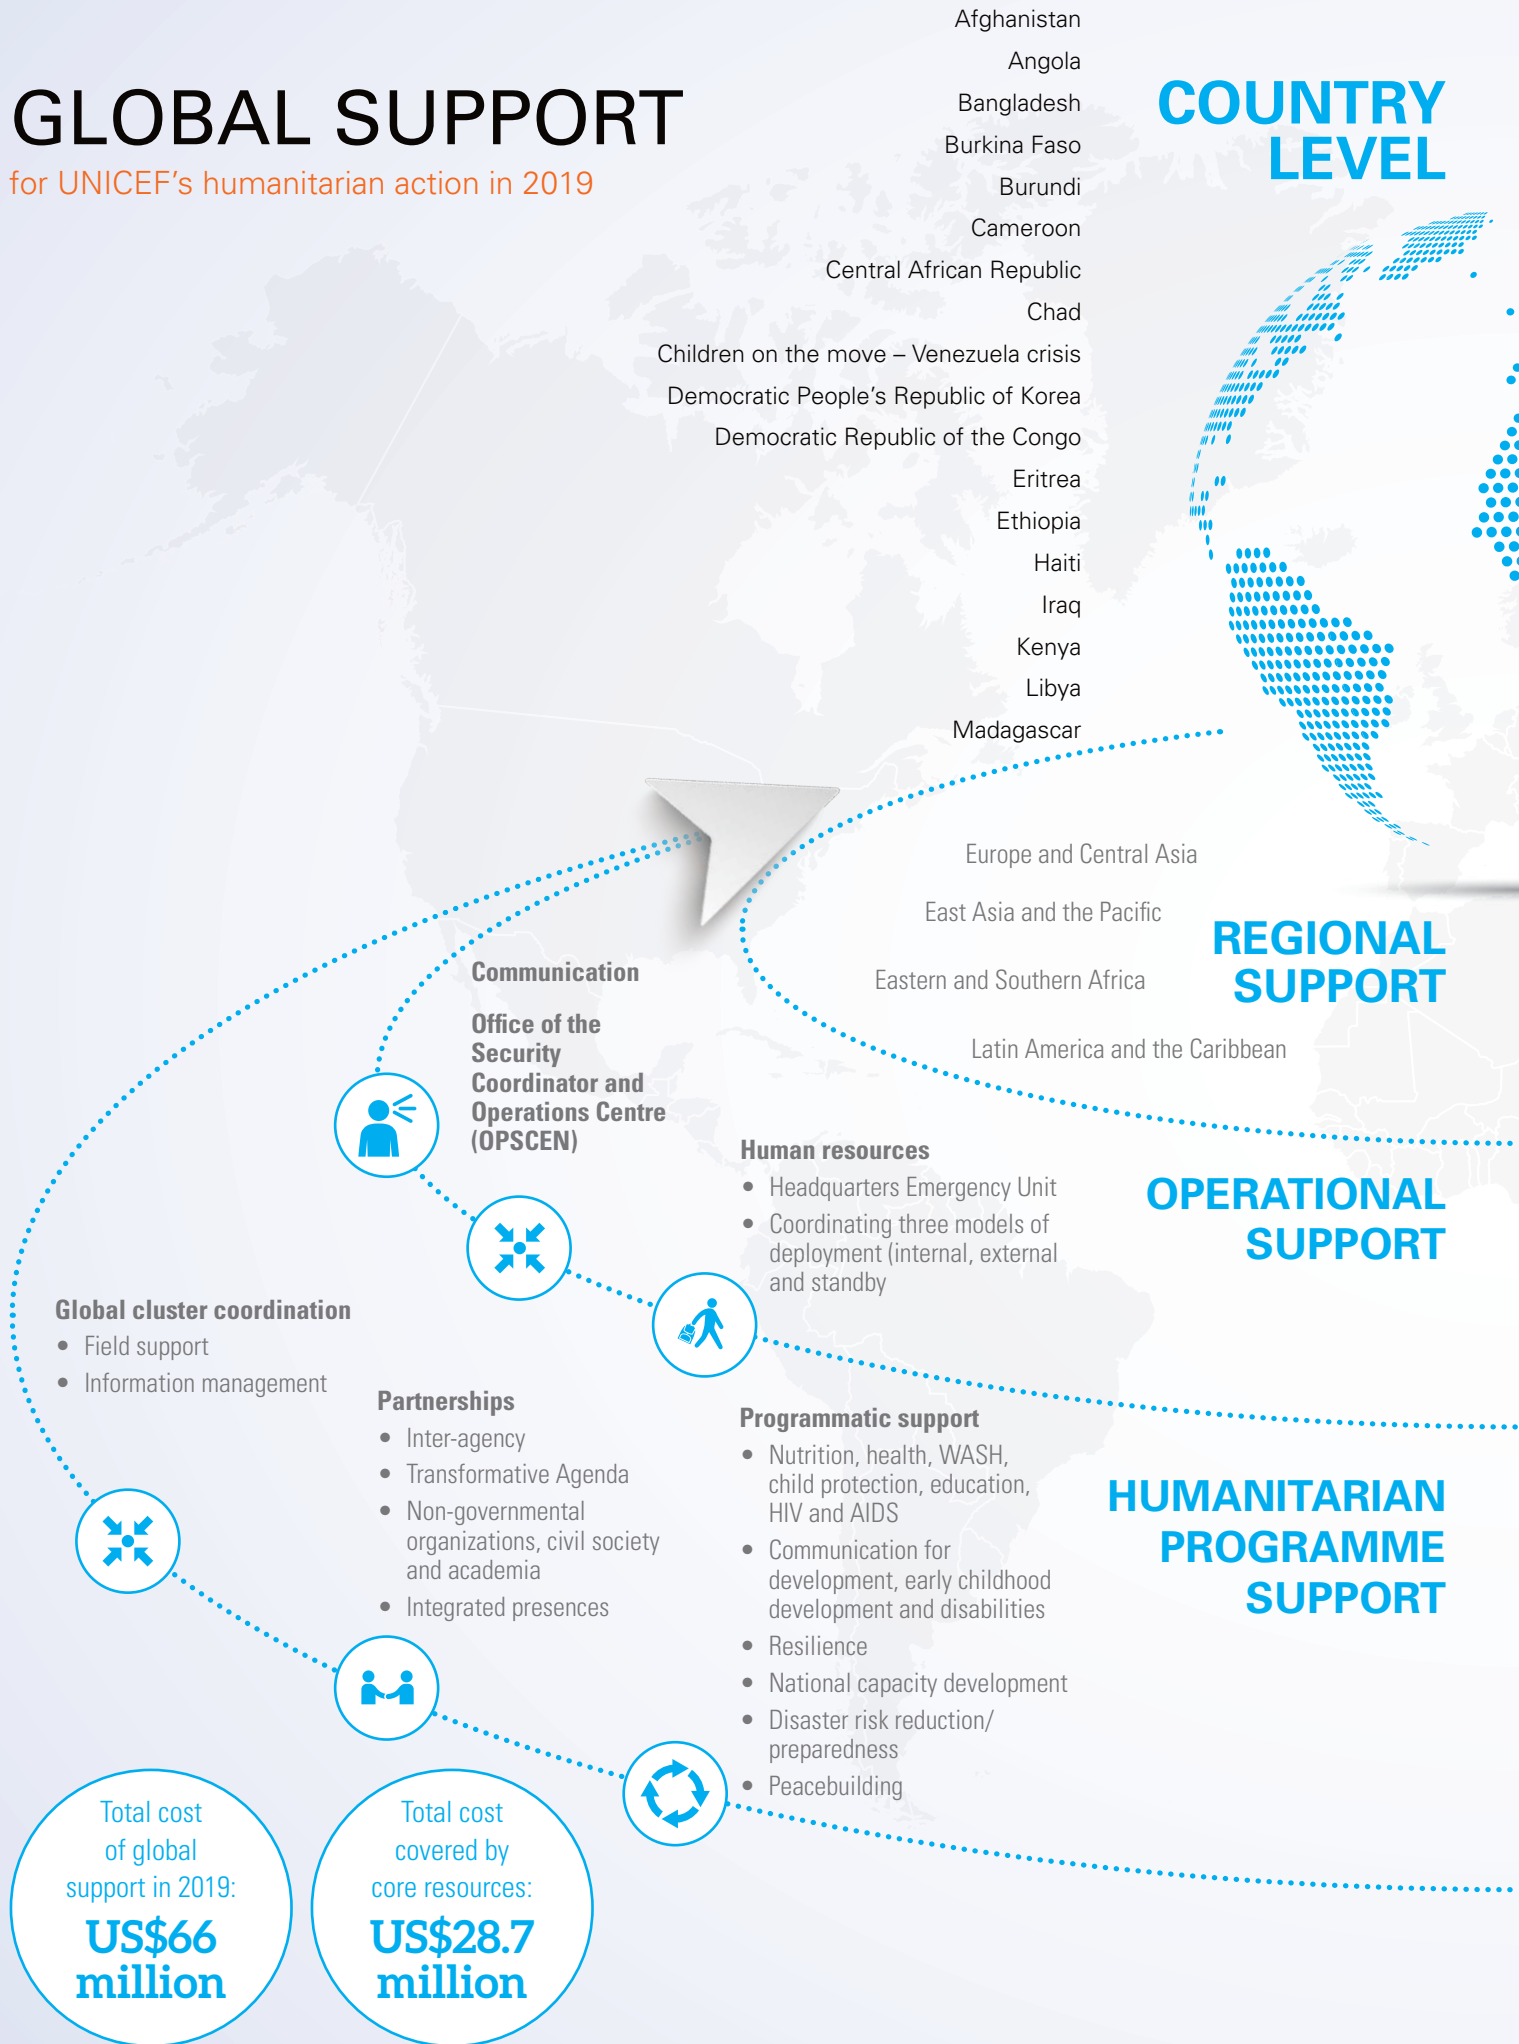 GLOBAL SUPPORT
for UNICEF's humanitarian action in 2019
Afghanistan
Angola
Bangladesh
Burkina Faso
Burundi
Cameroon
Central African Republic
Chad
Children on the move – Venezuela crisis
Democratic People's Republic of Korea
Democratic Republic of the Congo
Eritrea
Ethiopia
Haiti
Iraq
Kenya
Libya
Madagascar
COUNTRY
LEVEL
Europe and Central Asia
East Asia and the Pacific
Eastern and Southern Africa
Latin America and the Caribbean
REGIONAL
SUPPORT
Communication
Office of the
Security
Coordinator and
Operations Centre
(OPSCEN)
Human resources
• Headquarters Emergency Unit
• Coordinating three models of
deployment (internal, external
and standby
OPERATIONAL
SUPPORT
Global cluster coordination
• Field support
• Information management
Partnerships
• Inter-agency
• Transformative Agenda
• Non-governmental
organizations, civil society
and academia
• Integrated presences
Programmatic support
• Nutrition, health, WASH,
child protection, education,
HIV and AIDS
• Communication for
development, early childhood
development and disabilities
• Resilience
• National capacity development
• Disaster risk reduction/
preparedness
• Peacebuilding
HUMANITARIAN
PROGRAMME
SUPPORT
Total cost
of global
support in 2019:
US$66
million
Total cost
covered by
core resources:
US$28.7
million